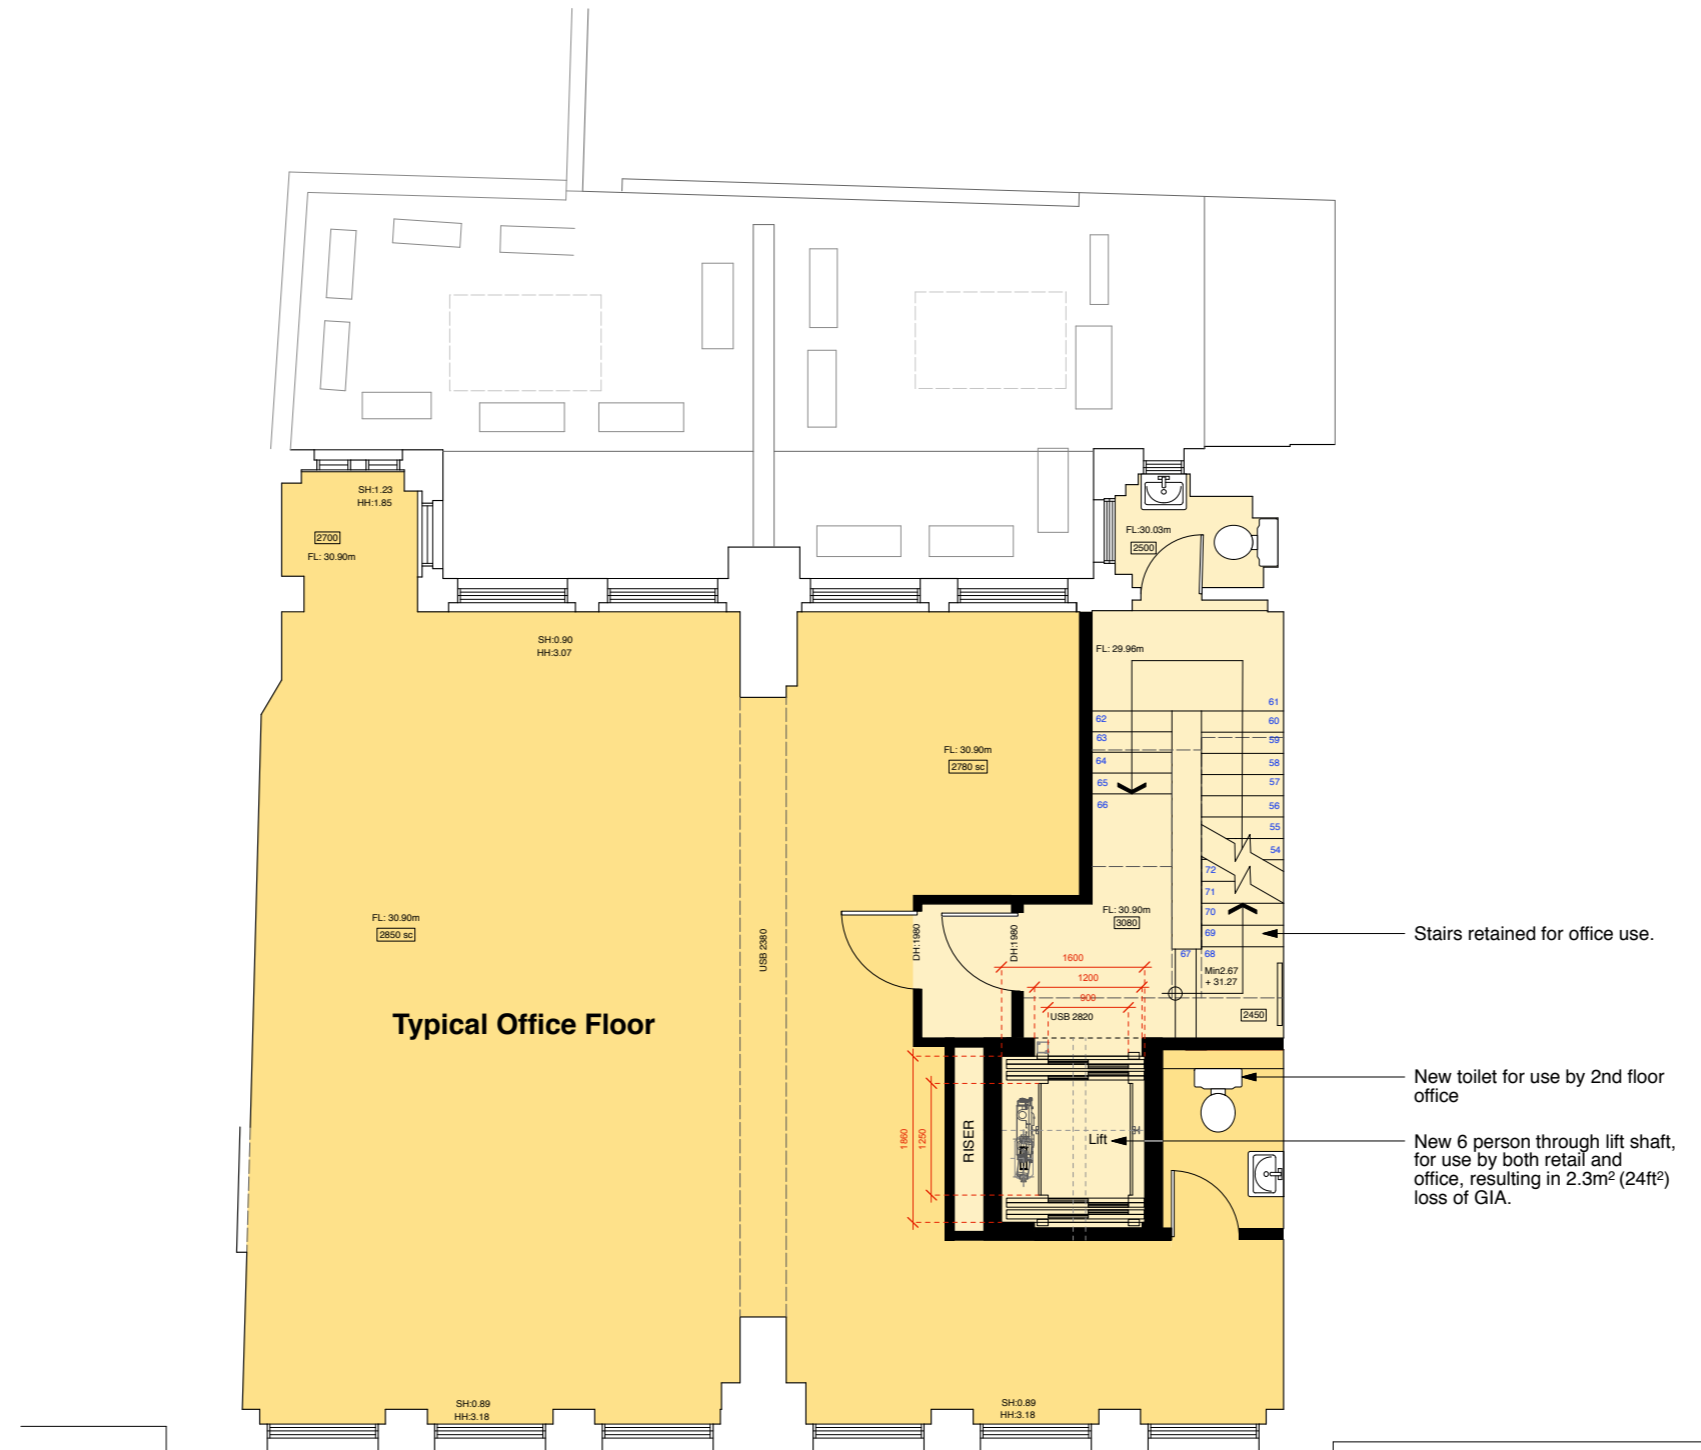 SH:1.23
HH:1.85
2700
FL: 30.90m
FL:30.03m
2500
SH:0.90
HH:3.07
FL: 29.96m
61
62
60
63
59
64
58
65
57
66
56
55
54
72
71
70
69
67
68
FL: 30.90m
2780 sc
FL: 30.90m
2850 sc
USB 2380
DH:1980
DH:1980
FL: 30.90m
3080
1600
1200
900
USB 2820
Min2.67
+ 31.27
2450
Stairs retained for office use.
Typical Office Floor
1860
1250
RISER
Lift
New toilet for use by 2nd floor
office
New 6 person through lift shaft,
for use by both retail and
office, resulting in 2.3m² (24ft²)
loss of GIA.
SH:0.89
HH:3.18
SH:0.89
HH:3.18